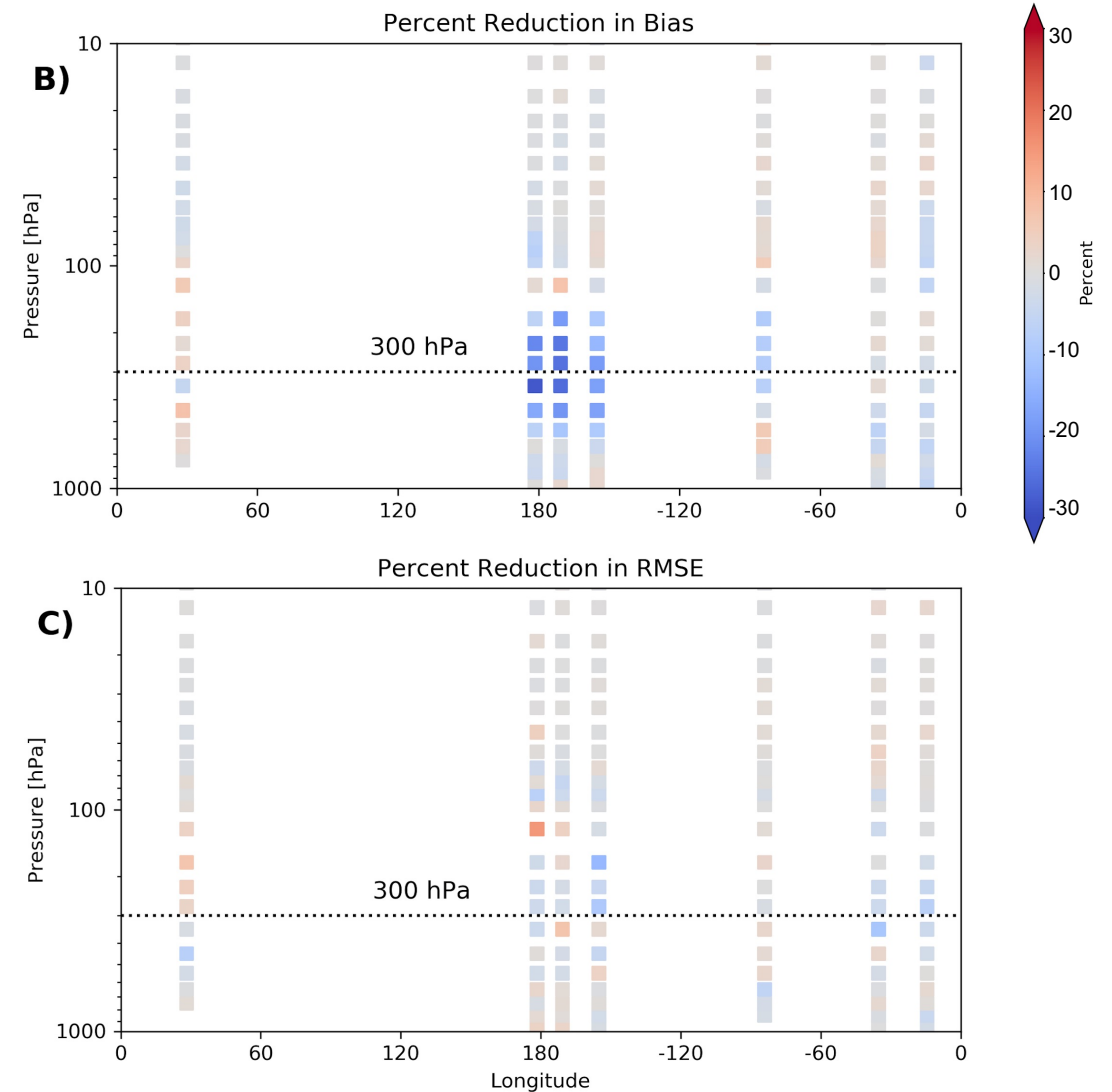 Percent Reduction in Bias
B)
10
100
1000
Pressure [hPa]
300 hPa
0 60 120 180 -120 -60 0
30
20
10
0
-10
-20
-30
Percent
Percent Reduction in RMSE
C)
10
100
1000
Pressure [hPa]
300 hPa
0 60 120 180 -120 -60 0
Longitude